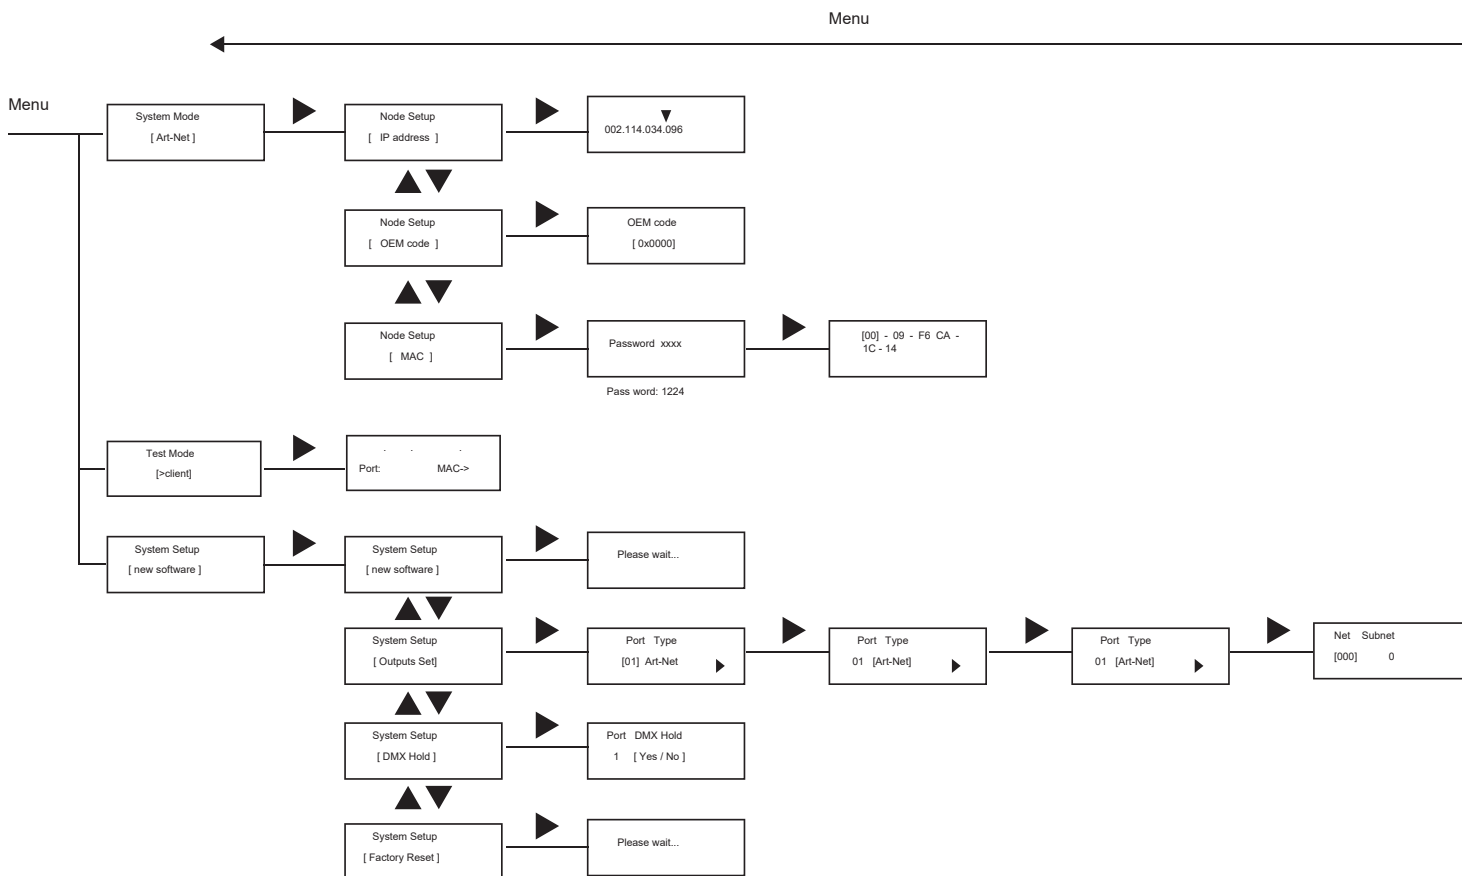 Menu
Menu
System Mode
[ Art-Net ]
Node Setup
[ IP address ]
002.114.034.096
Node Setup
[ OEM code ]
OEM code
[ 0x0000]
Node Setup
[ MAC ]
Password xxxx
Pass word: 1224
[00] - 09 - F6 CA -
1C - 14
Test Mode
[>client]
. . .
Port: MAC->
System Setup
[ new software ]
System Setup
[ new software ]
Please wait...
System Setup
[ Outputs Set]
Port Type
[01] Art-Net
Port Type
01 [Art-Net]
Port Type
01 [Art-Net]
Net Subnet
[000] 0
System Setup
[ DMX Hold ]
Port DMX Hold
1 [ Yes / No ]
System Setup
[ Factory Reset ]
Please wait...